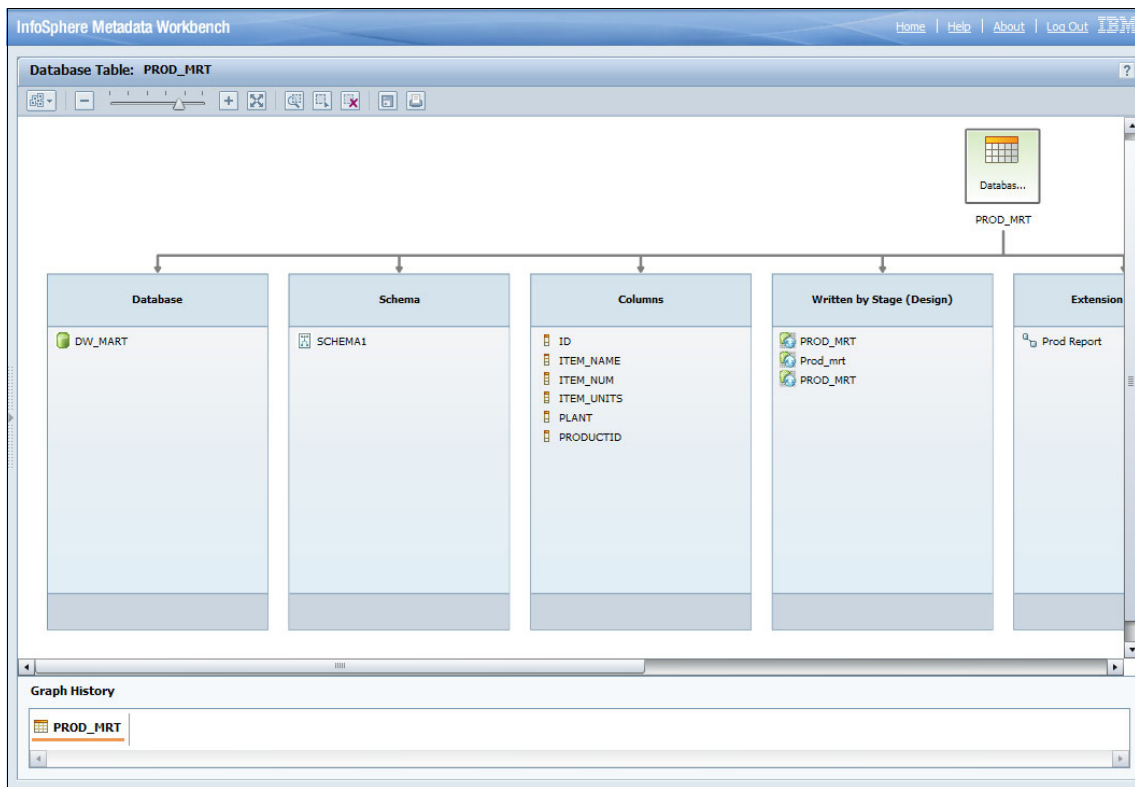 InfoSphere Metadata Workbench
Home | Help | About | Log Out IBM
Database Table: PROD_MRT
?
Databas...
PROD_MRT
Database
DW_MART
Schema
SCHEMA1
Columns
ID
ITEM_NAME
ITEM_NUM
ITEM_UNITS
PLANT
PRODUCTID
Written by Stage (Design)
PROD_MRT
Prod_mrt
PROD_MRT
Extension
Prod Report
Graph History
PROD_MRT